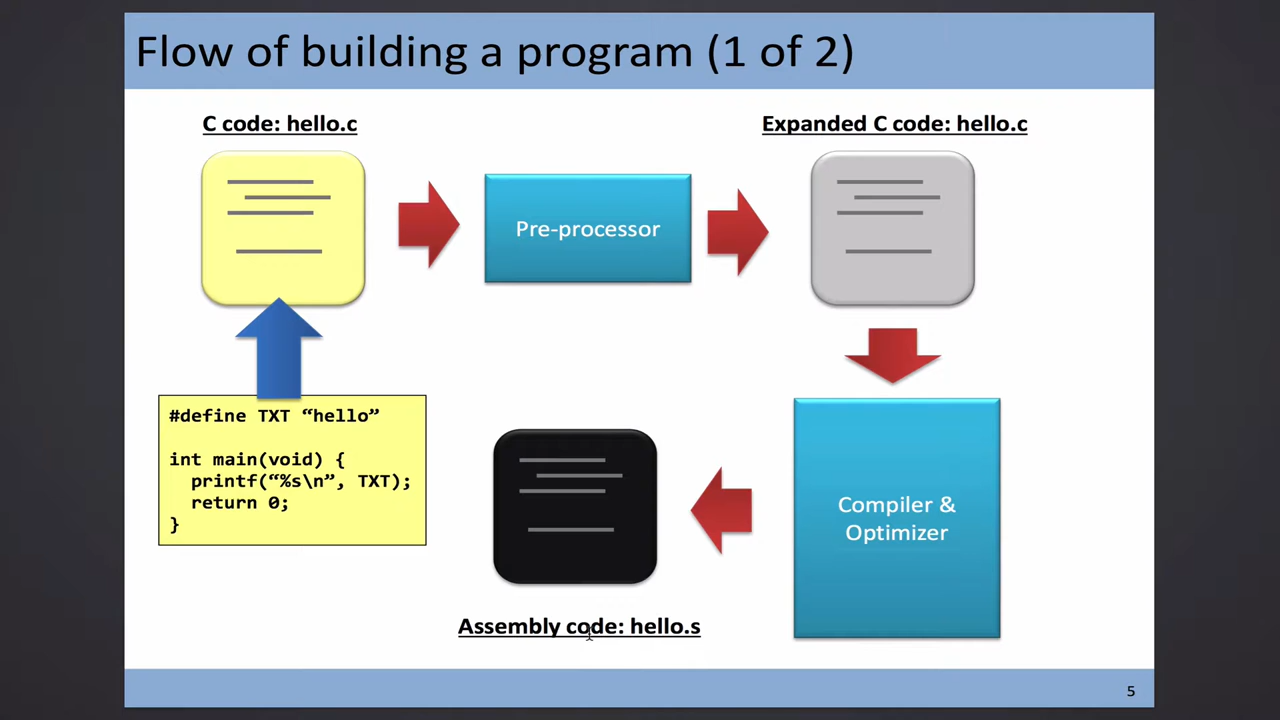 Flow of building a program (1 of 2)
C code: hello.c
Expanded C code: hello.c
Pre-processor
#define TXT “hello”
int main(void) {
printf(“%s\n”, TXT);
return 0;
}
Compiler &
Optimizer
Assembly code: hello.s
5